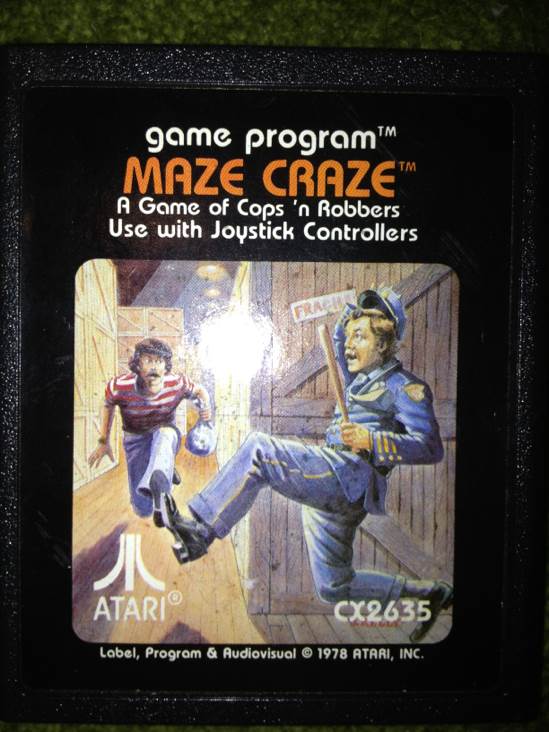 game program™
MAZE CRAZE™
A Game of Cops 'n Robbers
Use with Joystick Controllers
ATARI®
CX2635
Label, Program & Audiovisual © 1978 ATARI, INC.